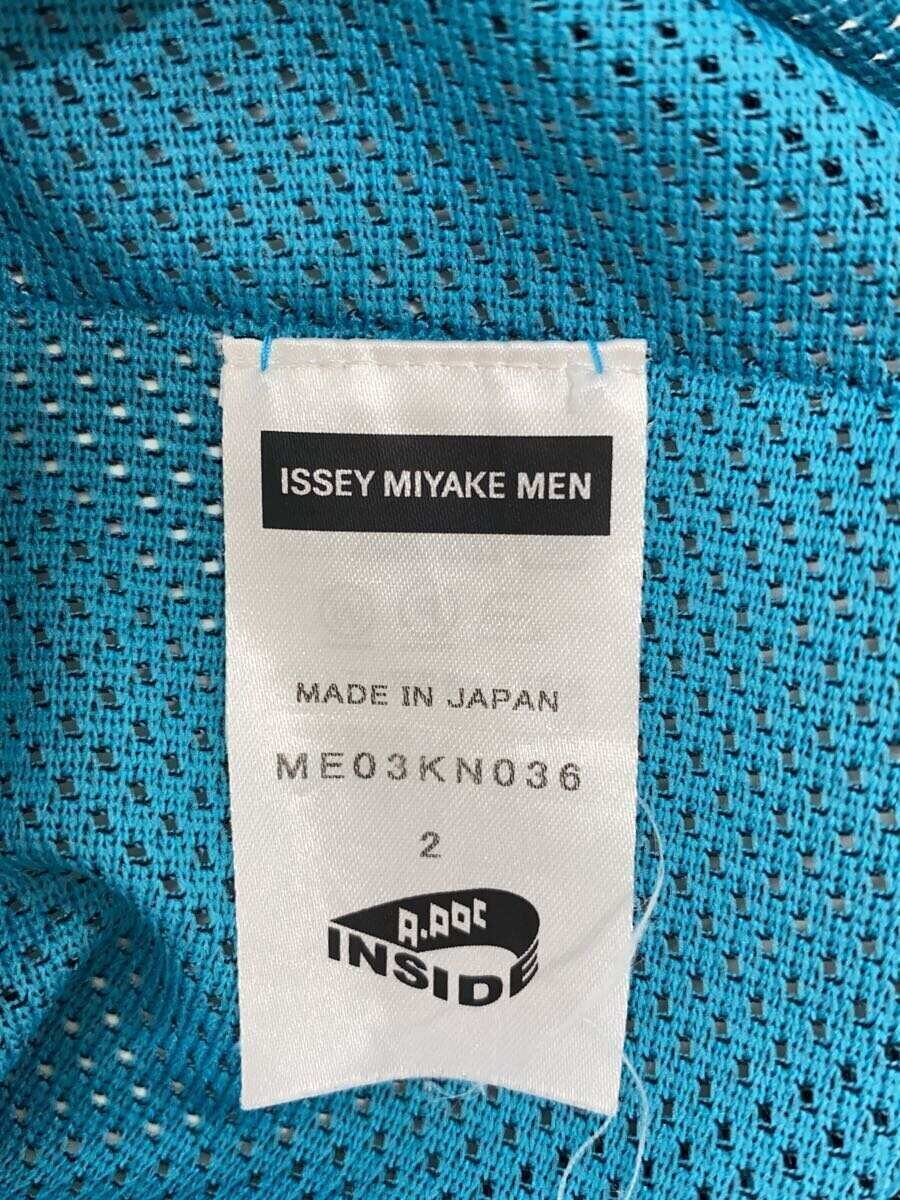 ISSEY MIYAKE MEN
MADE IN JAPAN
ME03KN036
2
A.POC
INSIDE